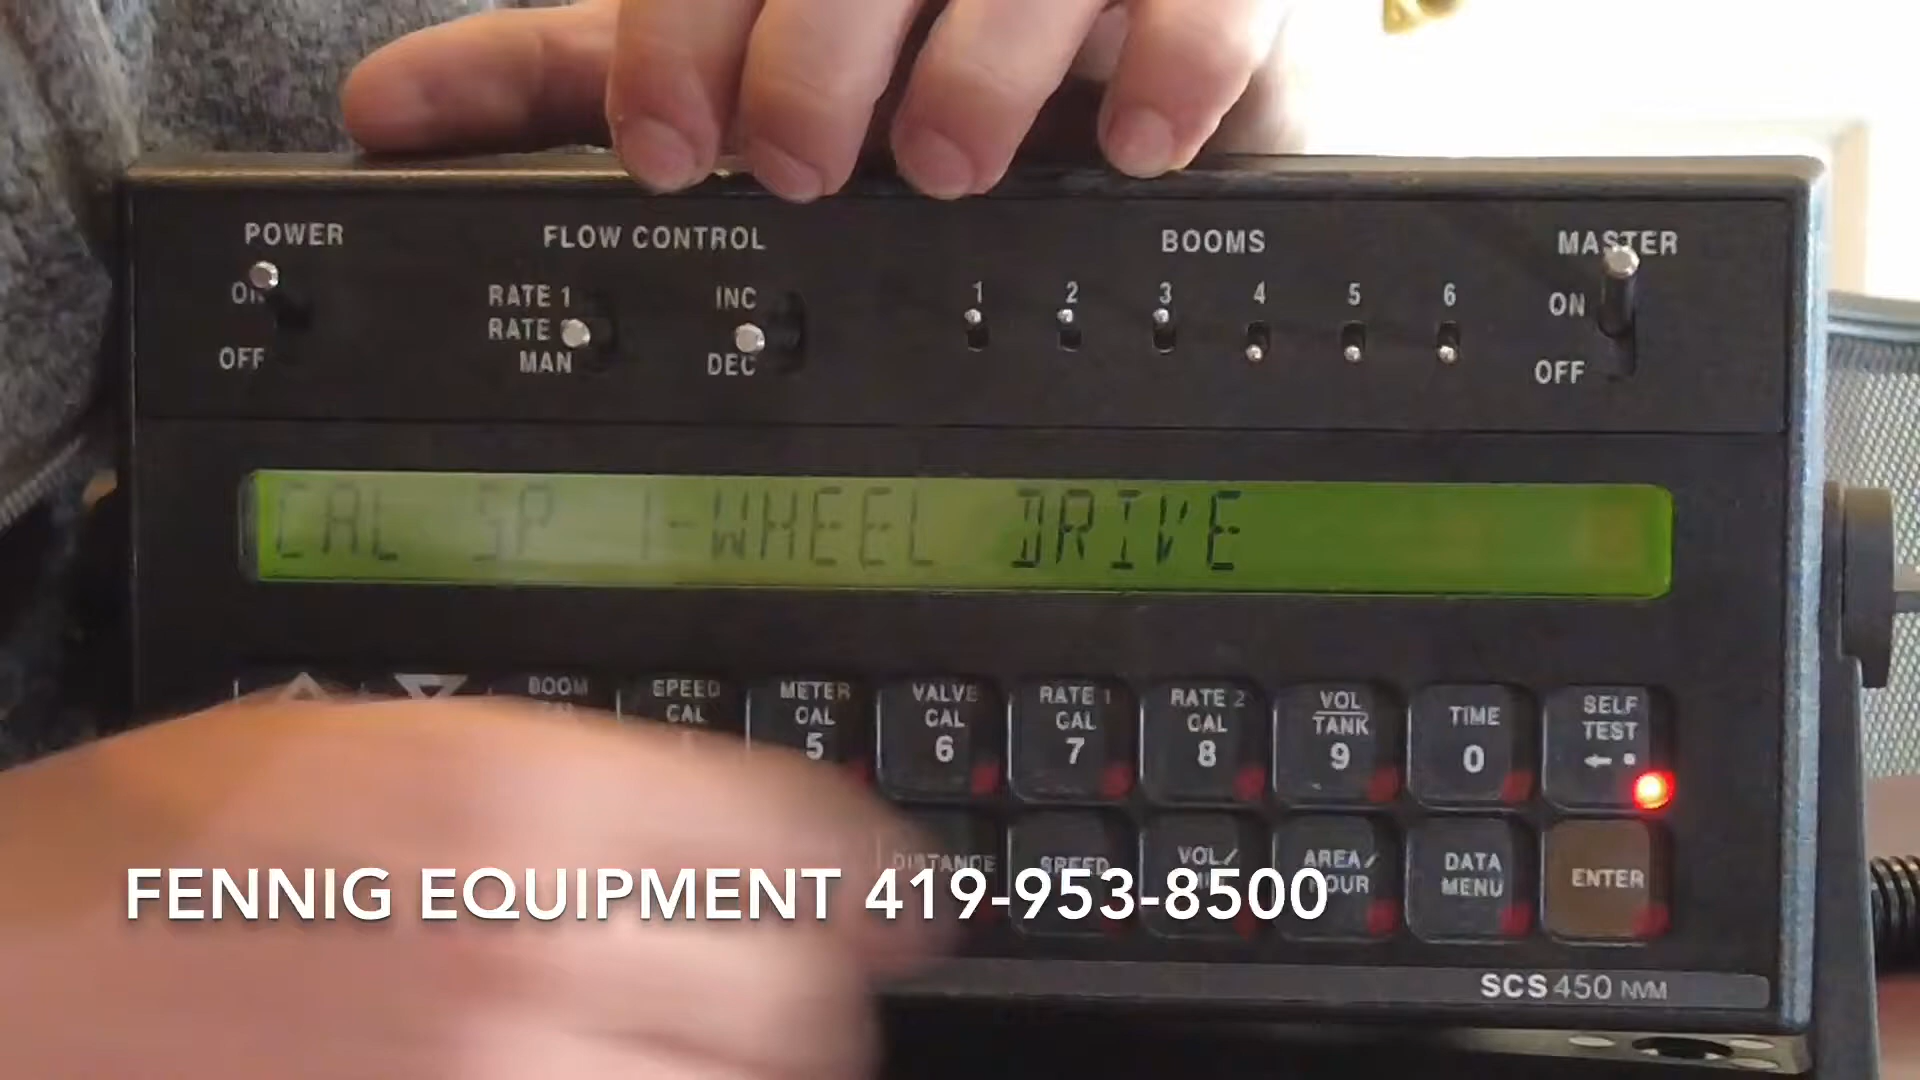 POWER FLOW CONTROL BOOMS MASTER
ON
OFF
RATE 1
RATE
MAN
INC
DEC
1 2 3 4 5 6
ON
OFF
CAL SP 1-WHEEL DRIVE
BOOM
SPEED
CAL
METER
CAL
5
VALVE
CAL
6
RATE 1
CAL
7
RATE 2
CAL
8
VOL
TANK
9
TIME
0
SELF
TEST
DISTANCE
SPEED
VOL/
AREA/
HOUR
DATA
MENU
ENTER
FENNIG EQUIPMENT 419-953-8500
SCS 450 NVM